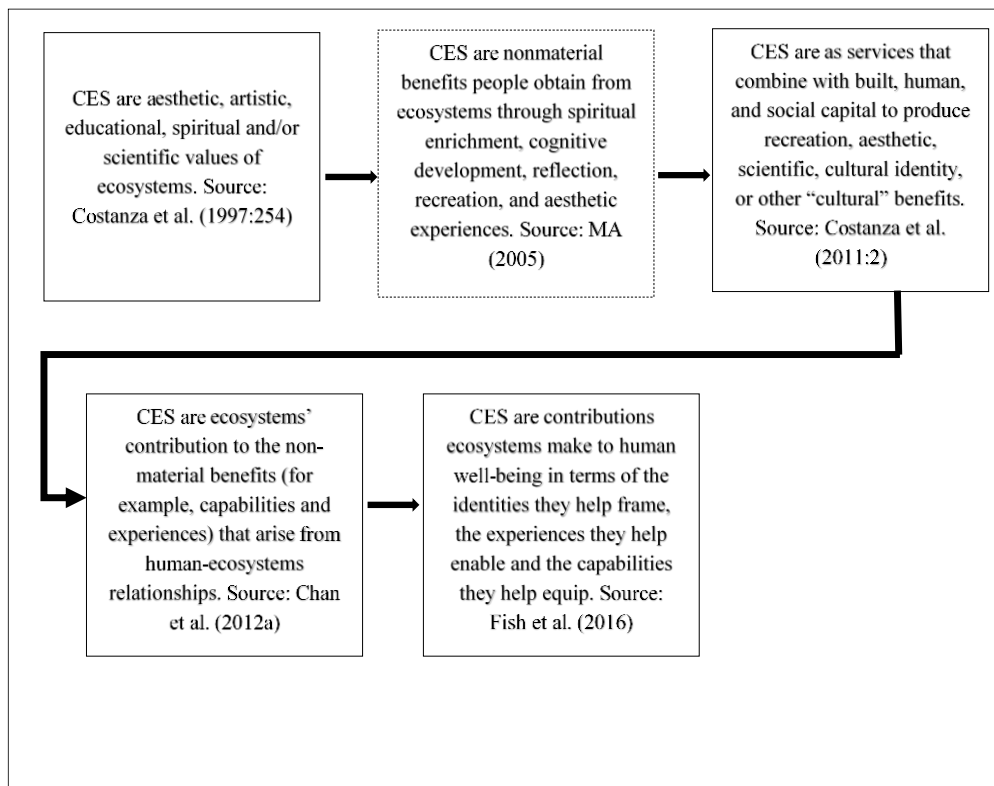 CES are aesthetic, artistic,
educational, spiritual and/or
scientific values of
ecosystems. Source:
Costanza et al. (1997:254)
CES are nonmaterial
benefits people obtain from
ecosystems through spiritual
enrichment, cognitive
development, reflection,
recreation, and aesthetic
experiences. Source: MA
(2005)
CES are as services that
combine with built, human,
and social capital to produce
recreation, aesthetic,
scientific, cultural identity,
or other “cultural” benefits.
Source: Costanza et al.
(2011:2)
CES are ecosystems’
contribution to the non-
material benefits (for
example, capabilities and
experiences) that arise from
human-ecosystems
relationships. Source: Chan
et al. (2012a)
CES are contributions
ecosystems make to human
well-being in terms of the
identities they help frame,
the experiences they help
enable and the capabilities
they help equip. Source:
Fish et al. (2016)